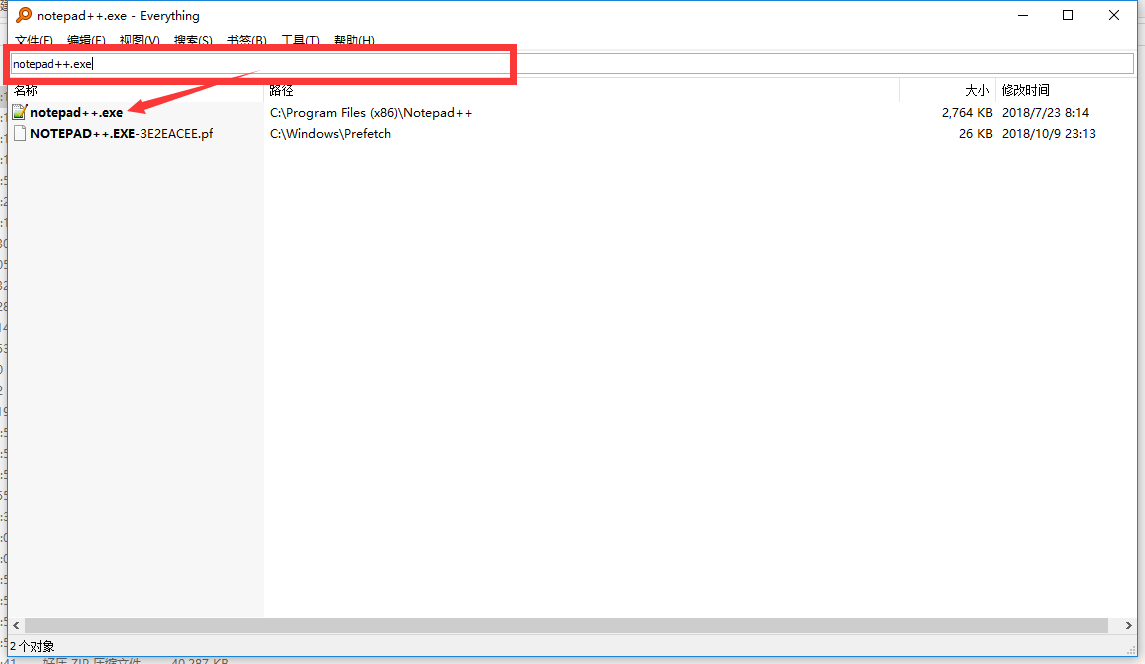 notepad++.exe - Everything
文件(F) 编辑(E) 视图(V) 搜索(S) 书签(B) 工具(T) 帮助(H)
notepad++.exe
名称 路径 大小 修改时间
notepad++.exe C:\Program Files (x86)\Notepad++ 2,764 KB 2018/7/23 8:14
NOTEPAD++.EXE-3E2EACEE.pf C:\Windows\Prefetch 26 KB 2018/10/9 23:13
2 个对象
:41 好压 ZIP 压缩文件 40,287 KB